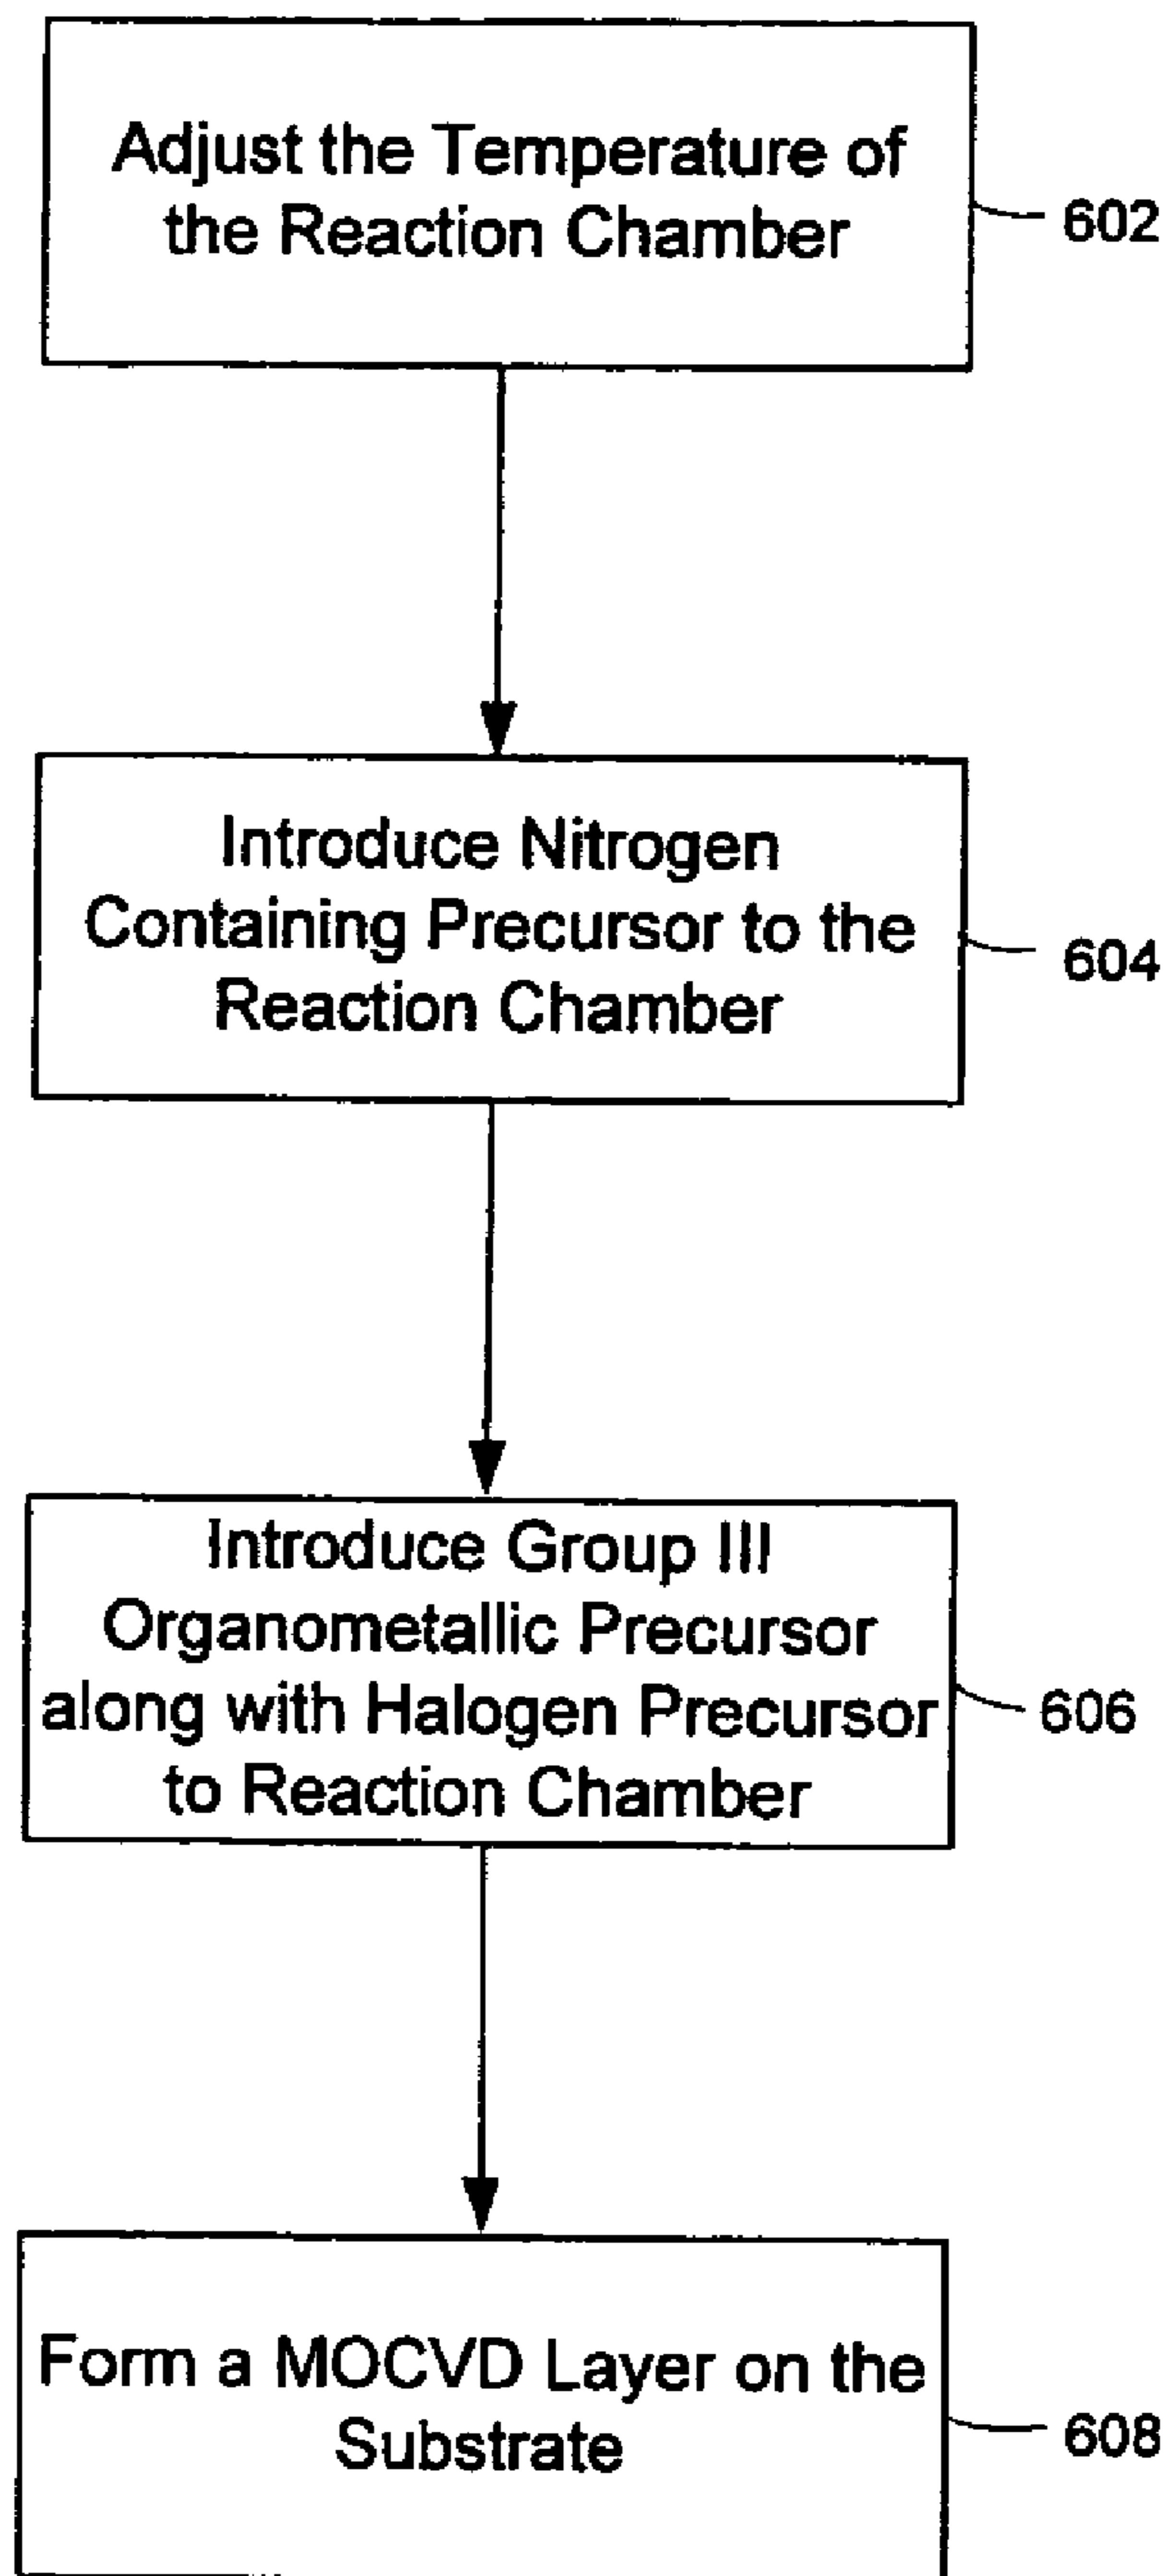 Adjust the Temperature of
the Reaction Chamber
602
Introduce Nitrogen
Containing Precursor to the
Reaction Chamber
604
Introduce Group III
Organometallic Precursor
along with Halogen Precursor
to Reaction Chamber
606
Form a MOCVD Layer on the
Substrate
608